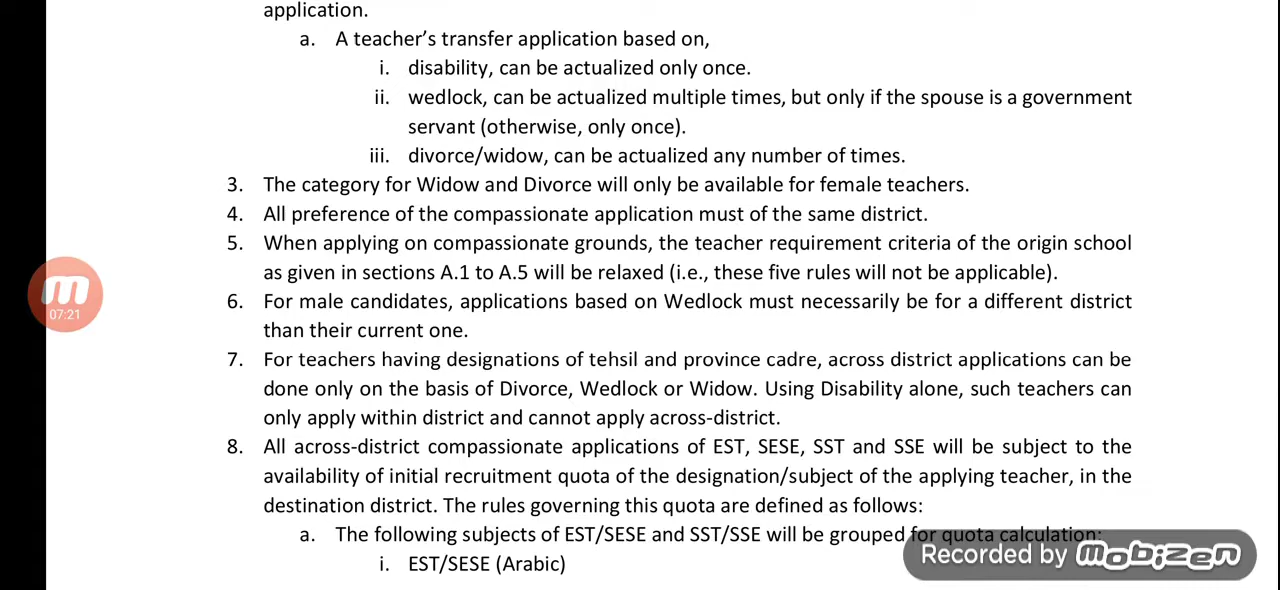 application.
a. A teacher’s transfer application based on,
i. disability, can be actualized only once.
ii. wedlock, can be actualized multiple times, but only if the spouse is a government
servant (otherwise, only once).
iii. divorce/widow, can be actualized any number of times.
3. The category for Widow and Divorce will only be available for female teachers.
4. All preference of the compassionate application must of the same district.
5. When applying on compassionate grounds, the teacher requirement criteria of the origin school
as given in sections A.1 to A.5 will be relaxed (i.e., these five rules will not be applicable).
6. For male candidates, applications based on Wedlock must necessarily be for a different district
than their current one.
7. For teachers having designations of tehsil and province cadre, across district applications can be
done only on the basis of Divorce, Wedlock or Widow. Using Disability alone, such teachers can
only apply within district and cannot apply across-district.
8. All across-district compassionate applications of EST, SESE, SST and SSE will be subject to the
availability of initial recruitment quota of the designation/subject of the applying teacher, in the
destination district. The rules governing this quota are defined as follows:
a. The following subjects of EST/SESE and SST/SSE will be grouped for quota calculation:
i. EST/SESE (Arabic)
m
07:21
Recorded by mobizen